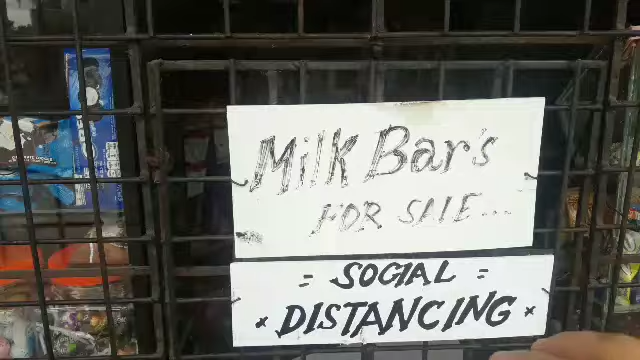 Milk Bar's
FOR SALE...
= SOCIAL =
* DISTANCING *